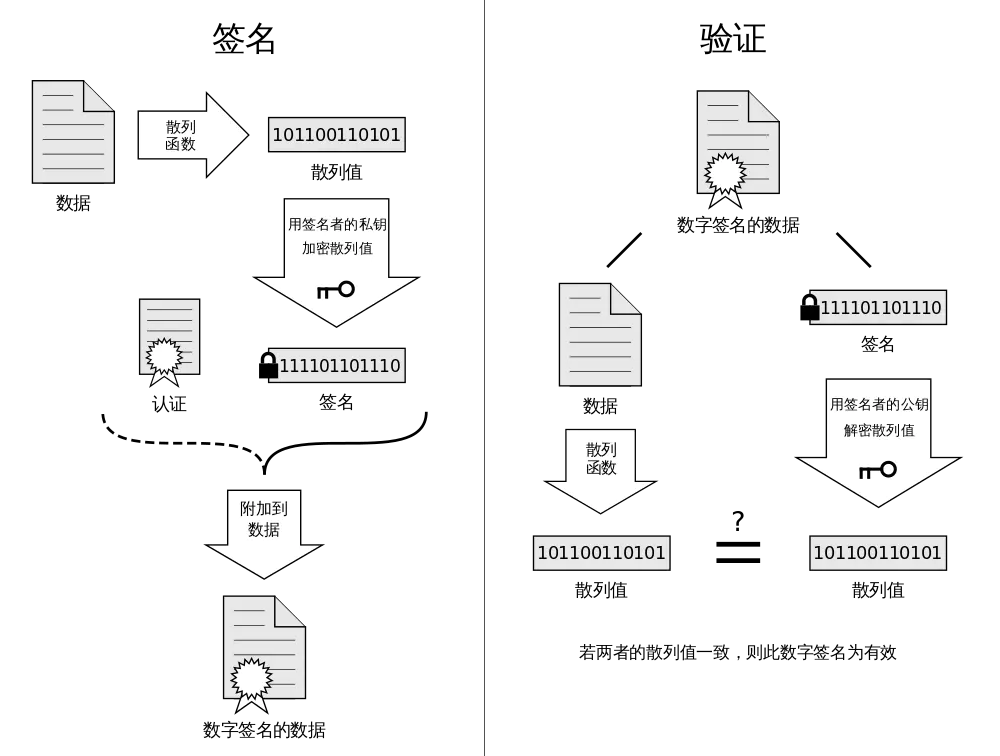 签名
散列
函数
101100110101
散列值
数据
用签名者的私钥
加密散列值
111101101110
认证
签名
附加到
数据
数字签名的数据
验证
数字签名的数据
数据
111101101110
签名
散列
函数
用签名者的公钥
解密散列值
101100110101
散列值
?
101100110101
散列值
若两者的散列值一致，则此数字签名为有效